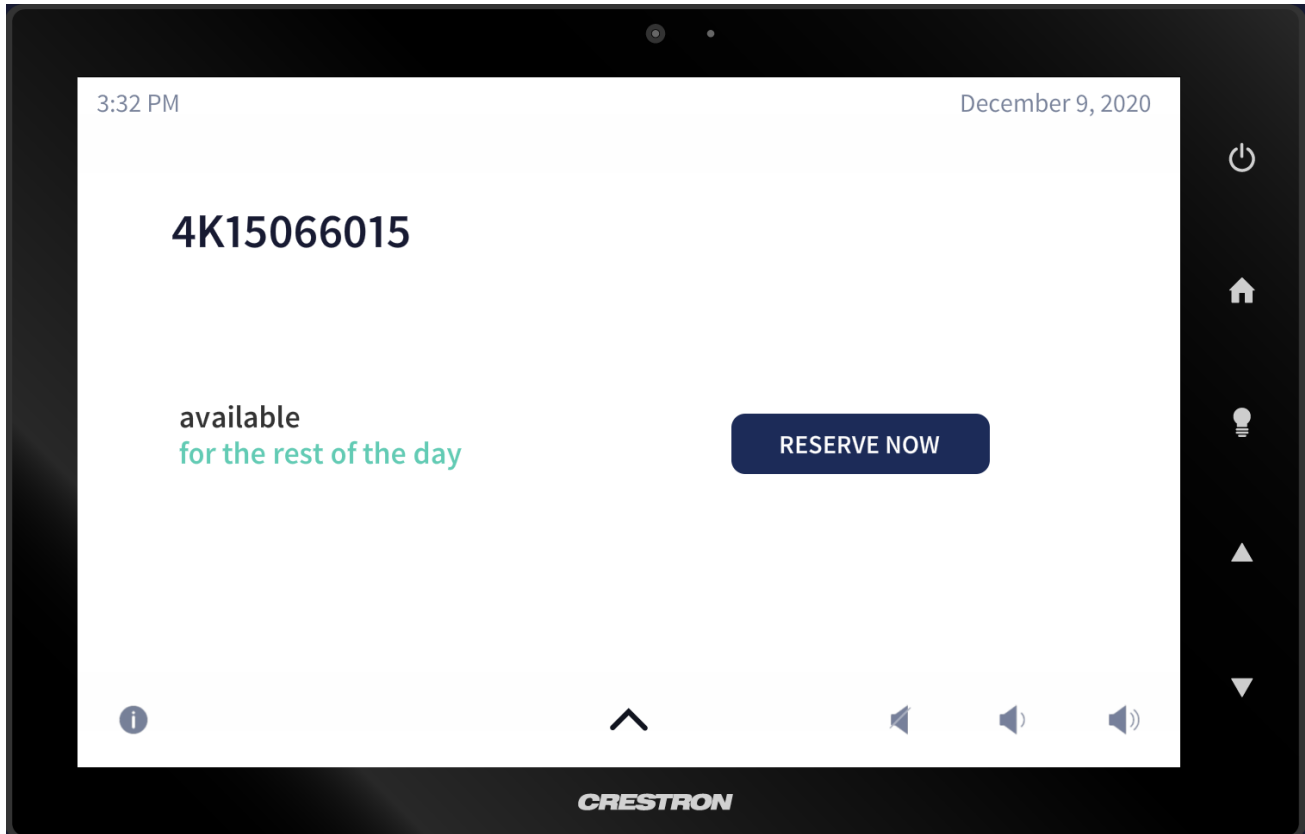 3:32 PM
December 9, 2020
4K15066015
available
for the rest of the day
RESERVE NOW
CRESTRON